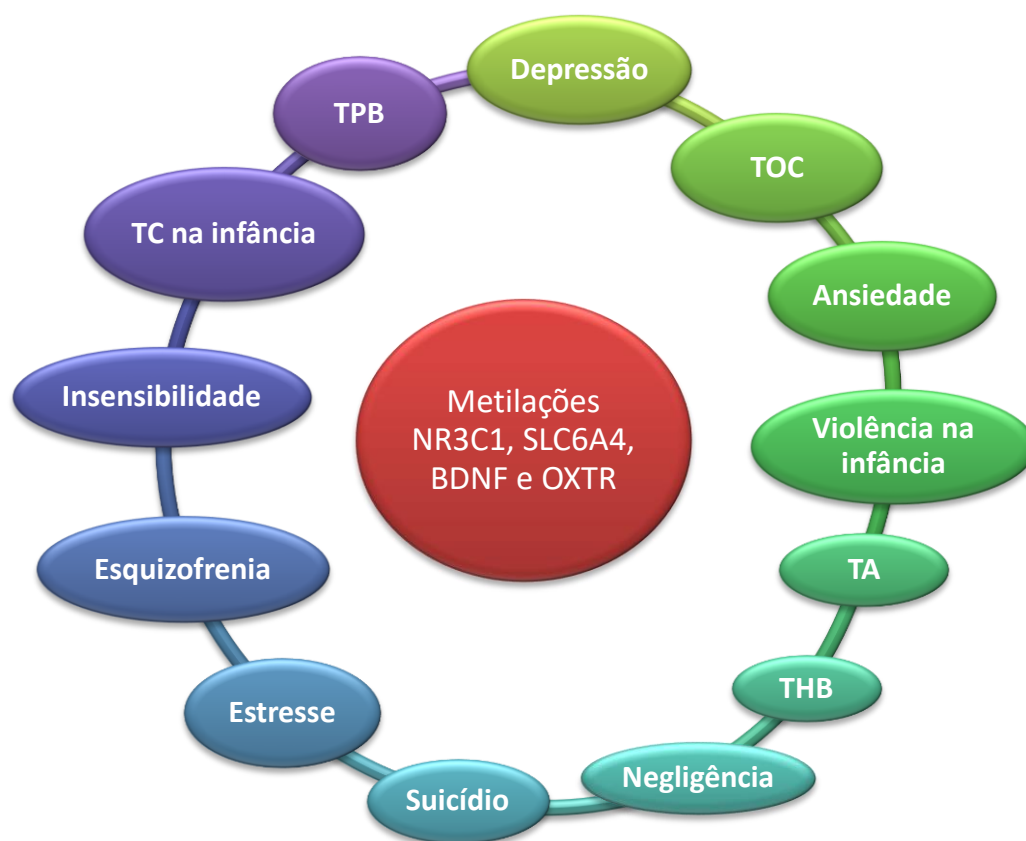 Depressão
TPB
TOC
TC na infância
Ansiedade
Insensibilidade
Metilações
NR3C1, SLC6A4,
BDNF e OXTR
Violência na
infância
Esquizofrenia
TA
THB
Estresse
Negligência
Suicídio